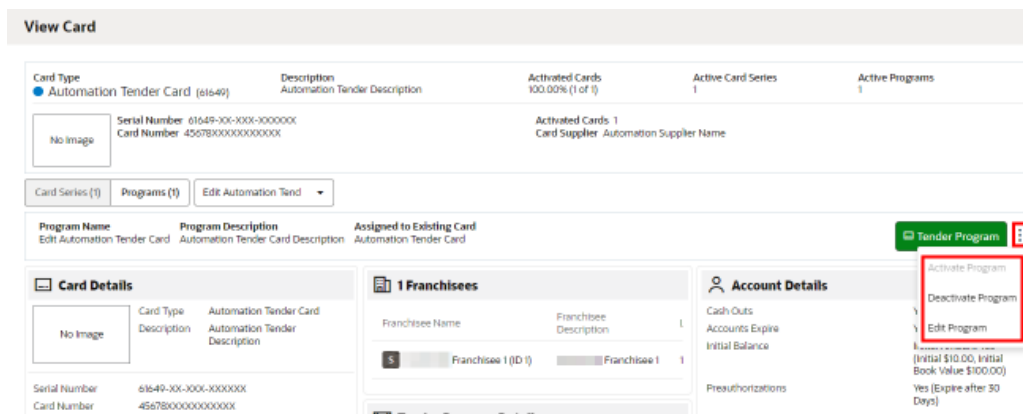 View Card
Card Type Description Activated Cards Active Card Series Active Programs
Automation Tender Card (61649) Automation Tender Description 100.00% (1 of 1) 1 1
No Image Serial Number 61649-XX-XXX-XXXXXX Activated Cards 1
Card Number 45678XXXXXXXXXXX Card Supplier Automation Supplier Name
Card Series (1) Programs (1) Edit Automation Tend
Program Name Program Description Assigned to Existing Card
Edit Automation Tender Card Automation Tender Card Description Automation Tender Card
Tender Program
Activate Program
Deactivate Program
Edit Program
Card Details
No Image
Card Type Automation Tender Card
Description Automation Tender
Description
Serial Number 61649-XX-XXX-XXXXXX
Card Number 45678XXXXXXXXXXX
1 Franchisees
Franchisee Name Franchisee
Description
S Franchisee 1 (ID 1) Franchisee 1 1
Account Details
Cash Outs
Accounts Expire
Initial Balance
(Initial $10.00, Initial
Book Value $100.00)
Preauthorizations Yes (Expire after 30
Days)